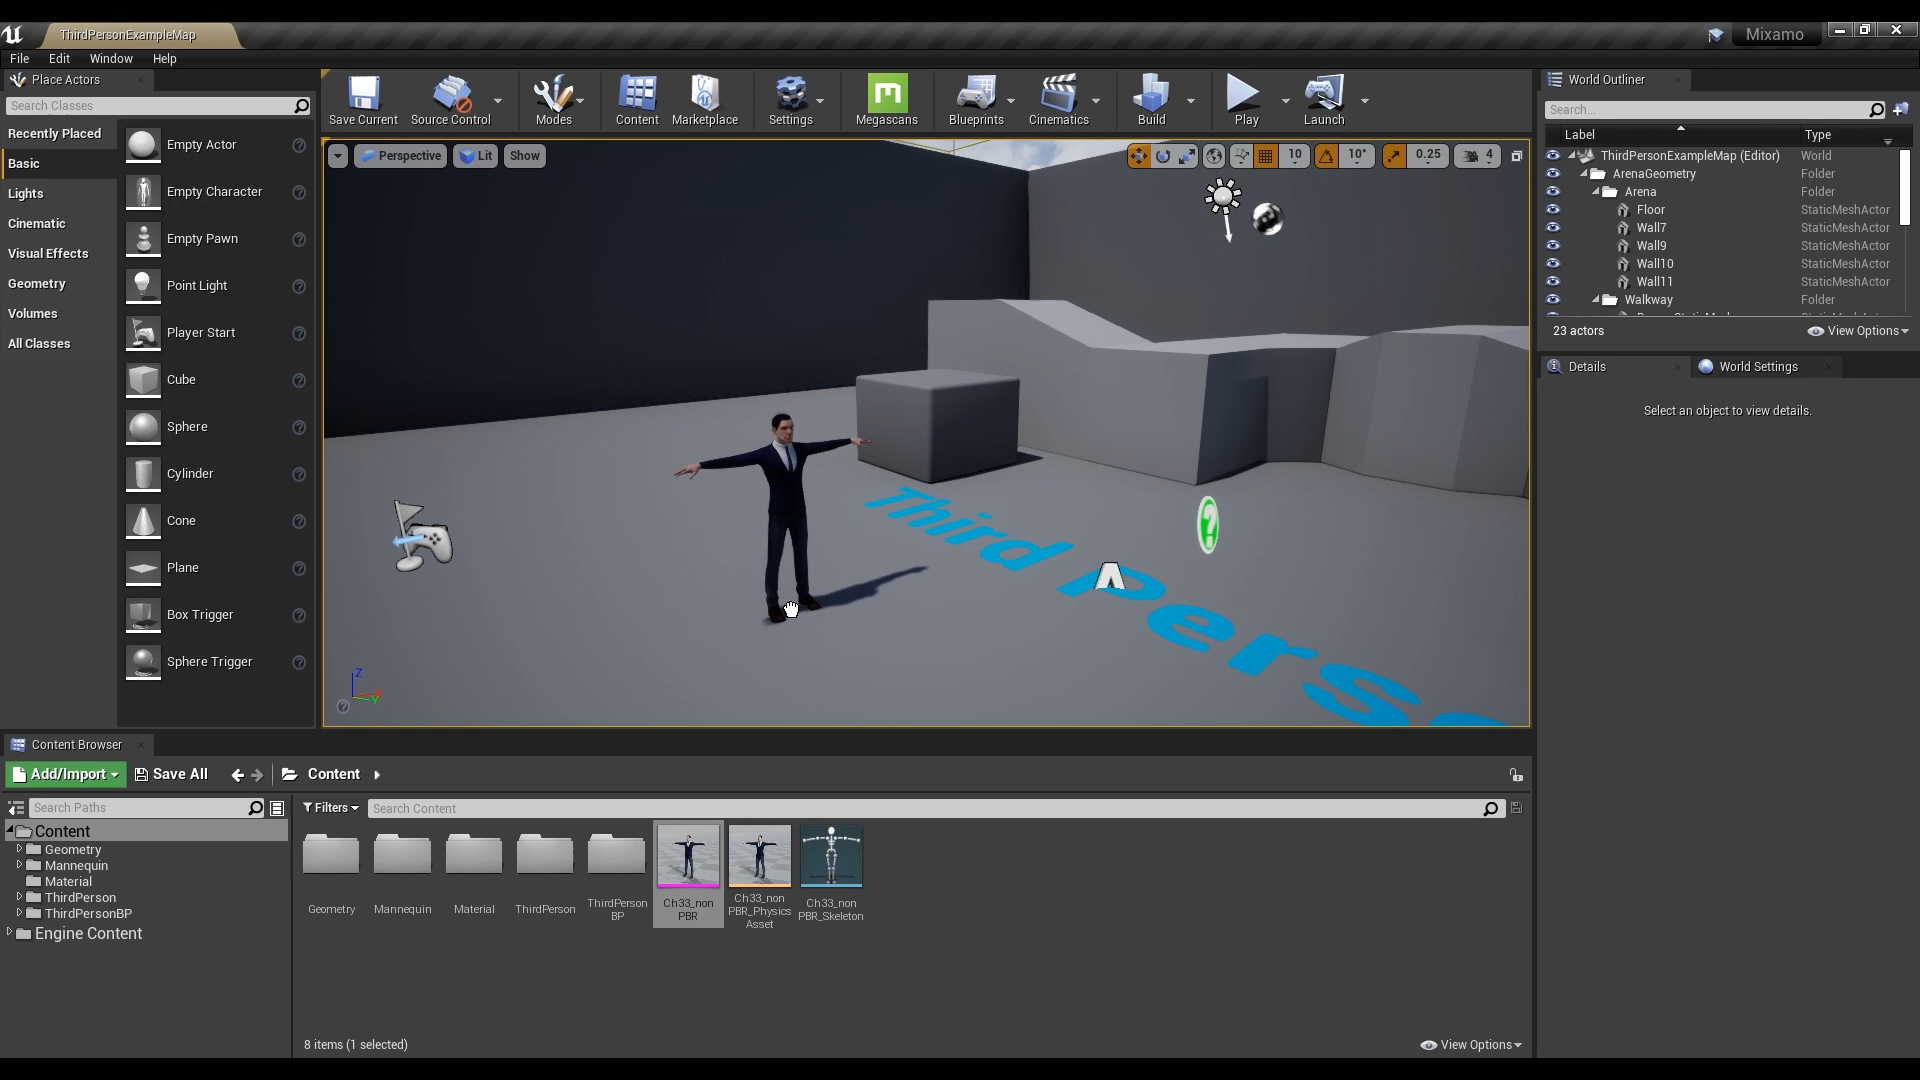 ThirdPersonExampleMap
Mixamo
File Edit Window Help
Place Actors
Search Classes
Recently Placed
Basic
Lights
Cinematic
Visual Effects
Geometry
Volumes
All Classes
Empty Actor
Empty Character
Empty Pawn
Point Light
Player Start
Cube
Sphere
Cylinder
Cone
Plane
Box Trigger
Sphere Trigger
Save Current Source Control Modes Content Marketplace Settings Megascans Blueprints Cinematics Build Play Launch
Perspective Lit Show
10 10° 0.25 4
Third Perso
Z
X
Y
World Outliner
Search...
Label Type
ThirdPersonExampleMap (Editor) World
ArenaGeometry Folder
Arena Folder
Floor StaticMeshActor
Wall7 StaticMeshActor
Wall9 StaticMeshActor
Wall10 StaticMeshActor
Wall11 StaticMeshActor
Walkway Folder
23 actors View Options
Details World Settings
Select an object to view details.
Content Browser
Add/Import Save All Content
Search Paths
Content
Geometry
Mannequin
Material
ThirdPerson
ThirdPersonBP
Engine Content
Filters Search Content
Geometry
Mannequin
Material
ThirdPerson
ThirdPerson
BP
Ch33_non
PBR
Ch33_non
PBR_Physics
Asset
Ch33_non
PBR_Skeleton
8 items (1 selected) View Options